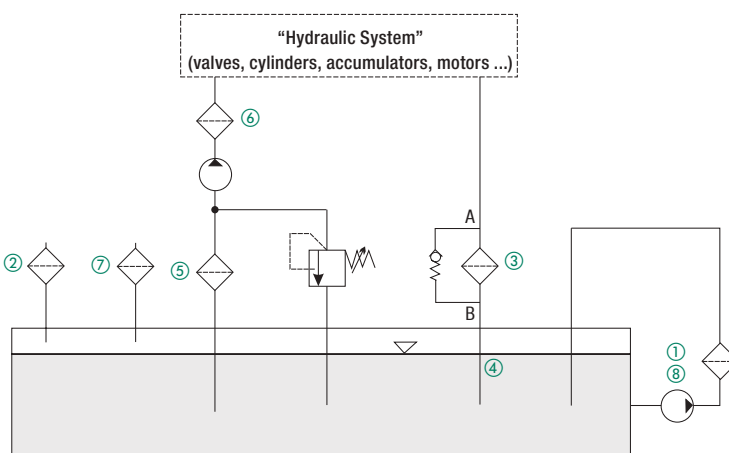 “Hydraulic System”
(valves, cylinders, accumulators, motors ...)
⑥
A
② ⑦ ⑤ ③
B
①
④
⑧